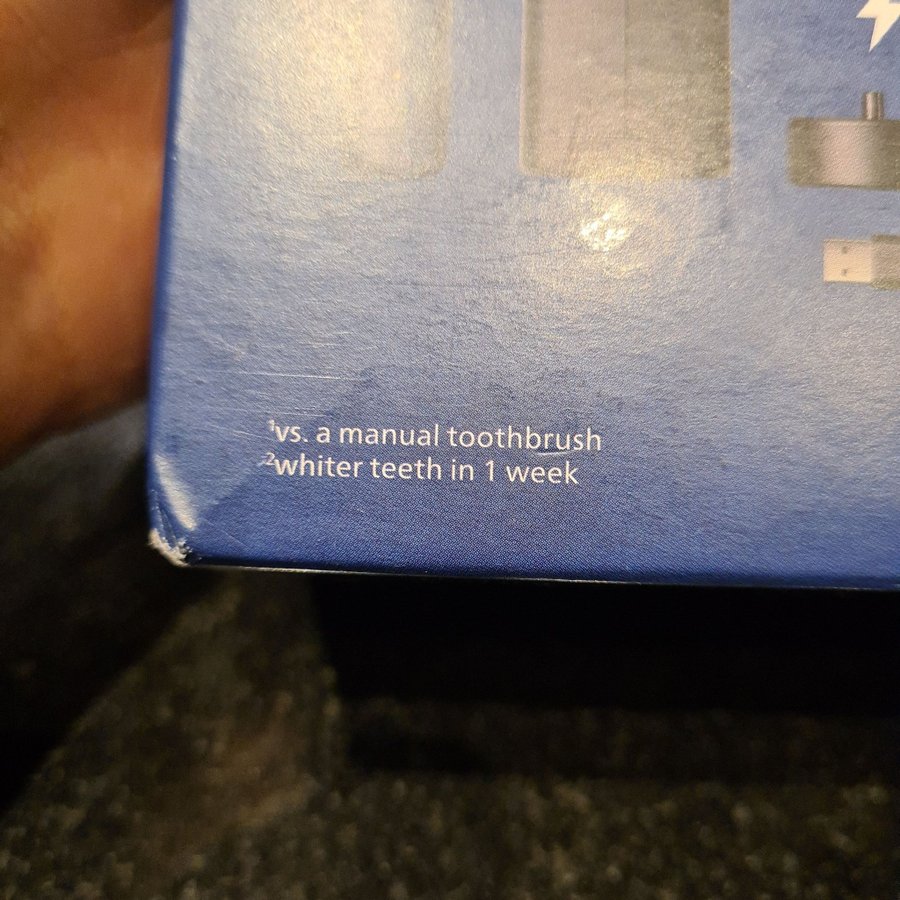 ¹vs. a manual toothbrush
²whiter teeth in 1 week